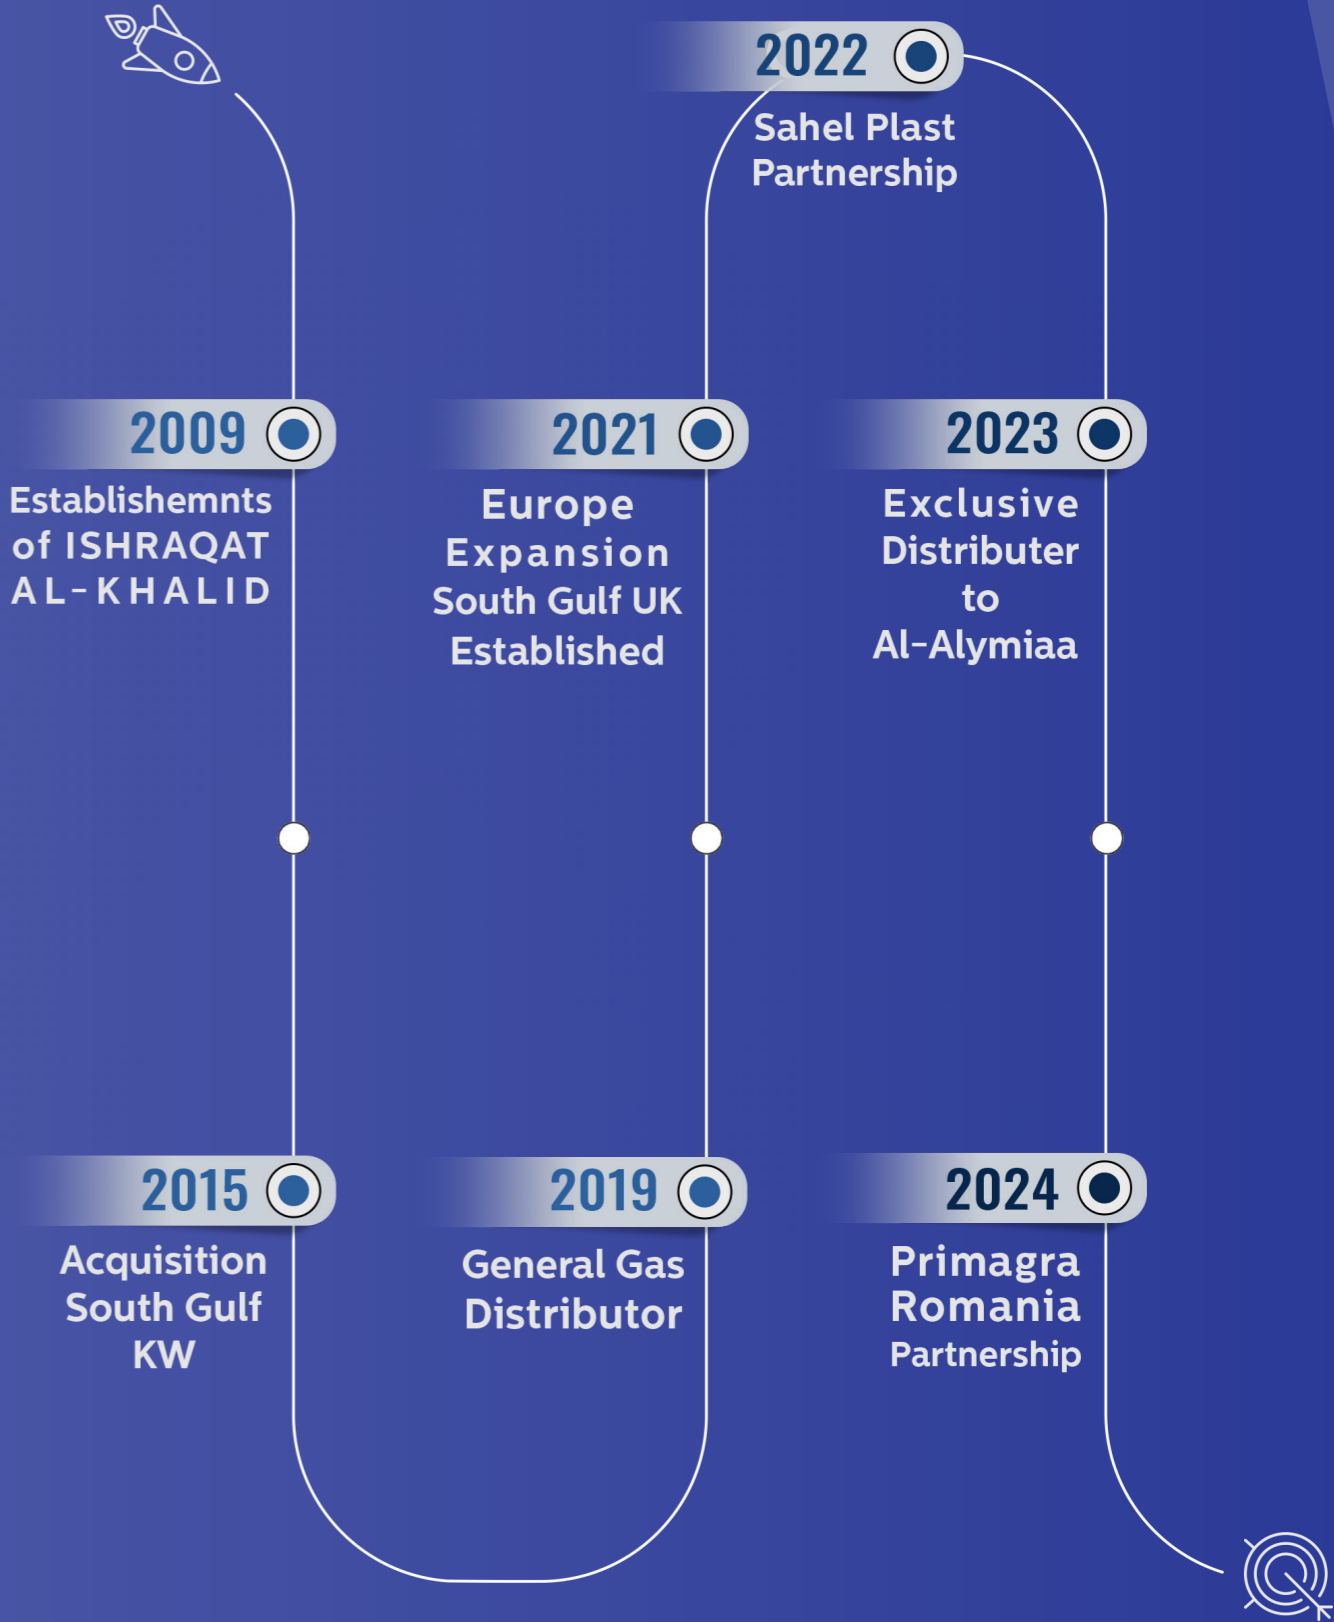 2009
Establishemnts
of ISHRAQAT
AL-KHALID
2015
Acquisition
South Gulf
KW
2019
General Gas
Distributor
2021
Europe
Expansion
South Gulf UK
Established
2022
Sahel Plast
Partnership
2023
Exclusive
Distributer
to
Al-Alymiaa
2024
Primagra
Romania
Partnership